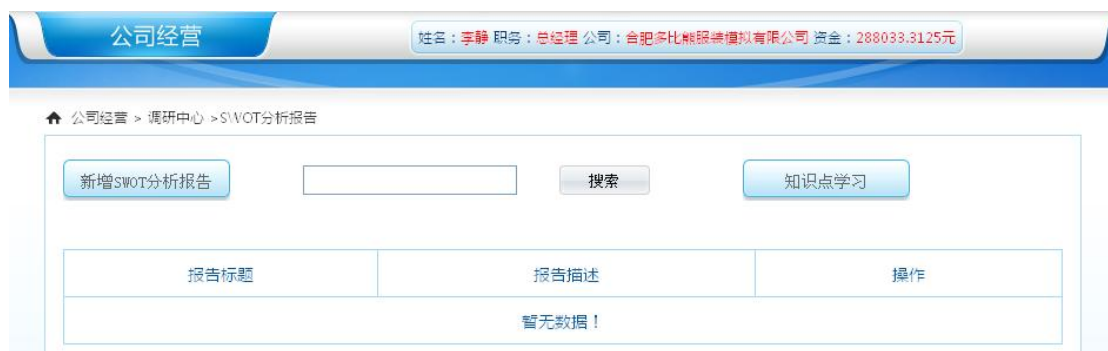 公司经营
姓名：李静 职务：总经理 公司：合肥多比熊服装模拟有限公司 资金：288033.3125元
公司经营 > 调研中心 >SWOT分析报告
新增SWOT分析报告 搜索 知识点学习
报告标题 报告描述 操作
暂无数据！